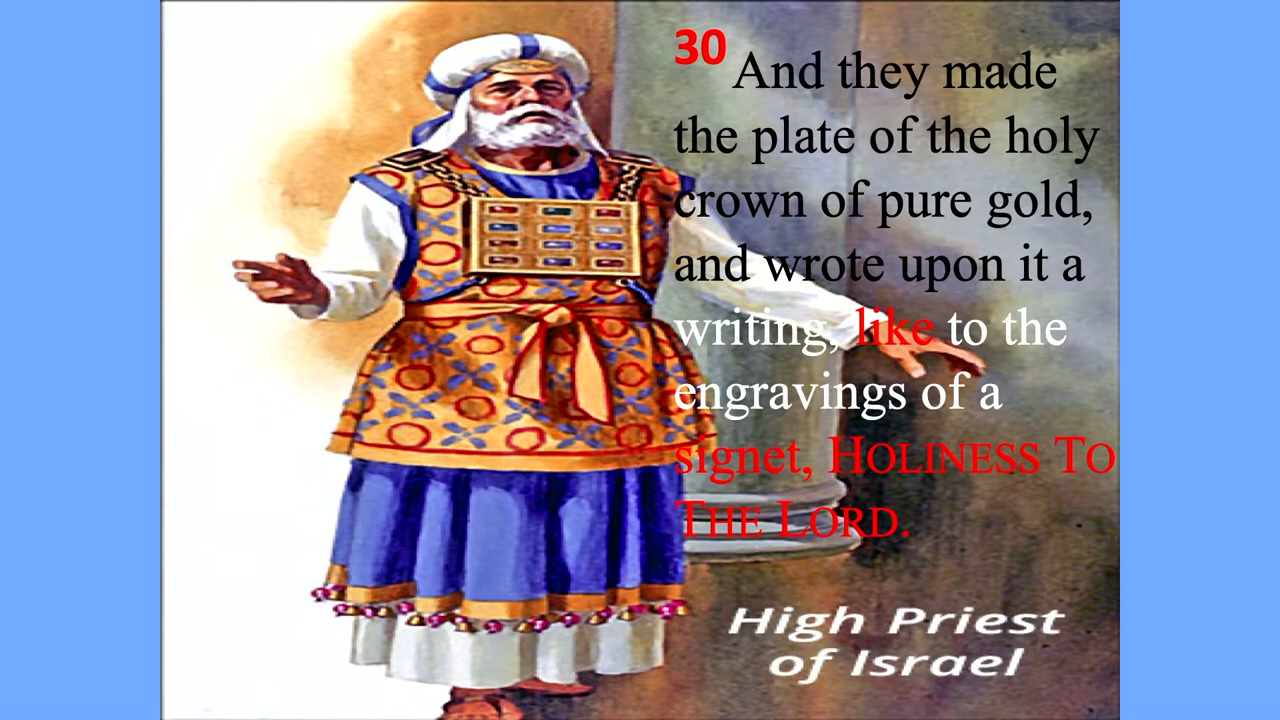 30 And they made
the plate of the holy
crown of pure gold,
and wrote upon it a
writing, like to the
engravings of a
signet, HOLINESS TO
THE LORD.
High Priest
of Israel